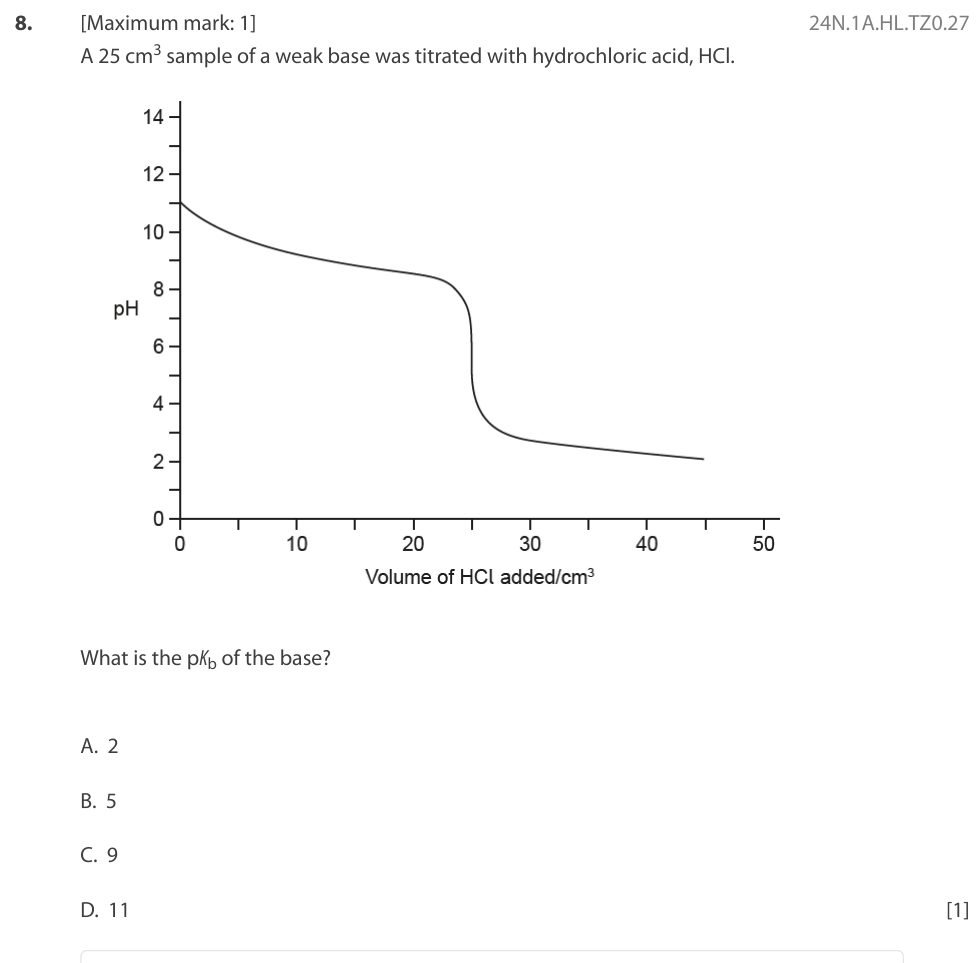 8. [Maximum mark: 1] 24N.1A.HL.TZ0.27
A 25 cm³ sample of a weak base was titrated with hydrochloric acid, HCl.
14
12
10
8
pH
6
4
2
0
0 10 20 30 40 50
Volume of HCl added/cm³
What is the pKb of the base?
A. 2
B. 5
C. 9
D. 11 [1]